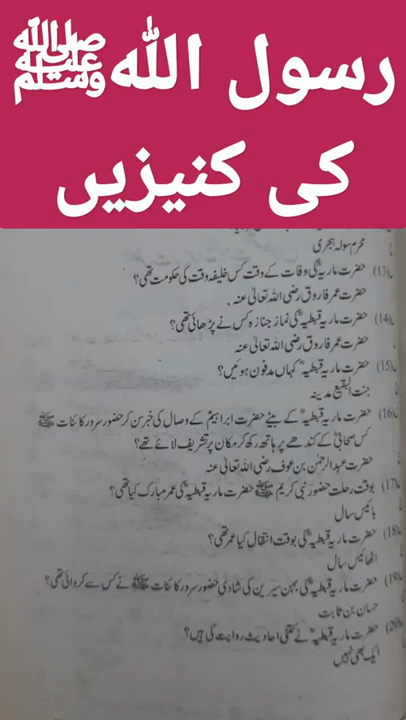 رسول اللہ ﷺ
کی کنیزیں
محرم سولہ ہجری
(13) حضرت ماریہؓ کی وفات کے وقت کس خلیفہ وقت کی حکومت تھی؟
حضرت عمر فاروق رضی اللہ تعالیٰ عنہ
(14) حضرت ماریہ قبطیہؓ کی نماز جنازہ کس نے پڑھائی تھی؟
حضرت عمر فاروق رضی اللہ تعالیٰ عنہ
(15) حضرت ماریہ قبطیہؓ کہاں مدفون ہوئیں؟
جنت البقیع مدینہ
(16) حضرت ماریہ قبطیہؓ کے بیٹے حضرت ابراہیمؓ کے وصال کی خبر سن کر حضور سرور کائنات ﷺ
کس صحابیؓ کے کندھے پر ہاتھ رکھ کر مکان پر تشریف لائے تھے؟
حضرت عبدالرحمٰن بن عوف رضی اللہ تعالیٰ عنہ
(17) بوقت رحلت حضور نبی کریم ﷺ حضرت ماریہ قبطیہؓ کی عمر مبارک کیا تھی؟
بائیس سال
(18) حضرت ماریہ قبطیہؓ کی بوقت انتقال کیا عمر تھی؟
اٹھائیس سال
(19) حضرت ماریہ قبطیہؓ کی بہن سیرین کی شادی حضور سرور کائنات ﷺ نے کس سے کروائی تھی؟
حسان بن ثابت
(20) حضرت ماریہ قبطیہؓ نے کتنی احادیث روایت کی ہیں؟
ایک بھی نہیں